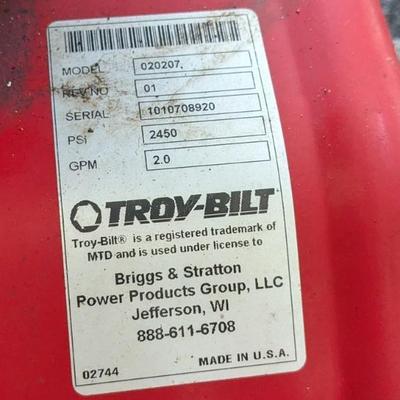 MODEL 020207,
REV NO 01
SERIAL 1010708920
PSI 2450
GPM 2.0
TROY-BILT
Troy-Bilt® is a registered trademark of
MTD and is used under license to
Briggs & Stratton
Power Products Group, LLC
Jefferson, WI
888-611-6708
02744 MADE IN U.S.A.